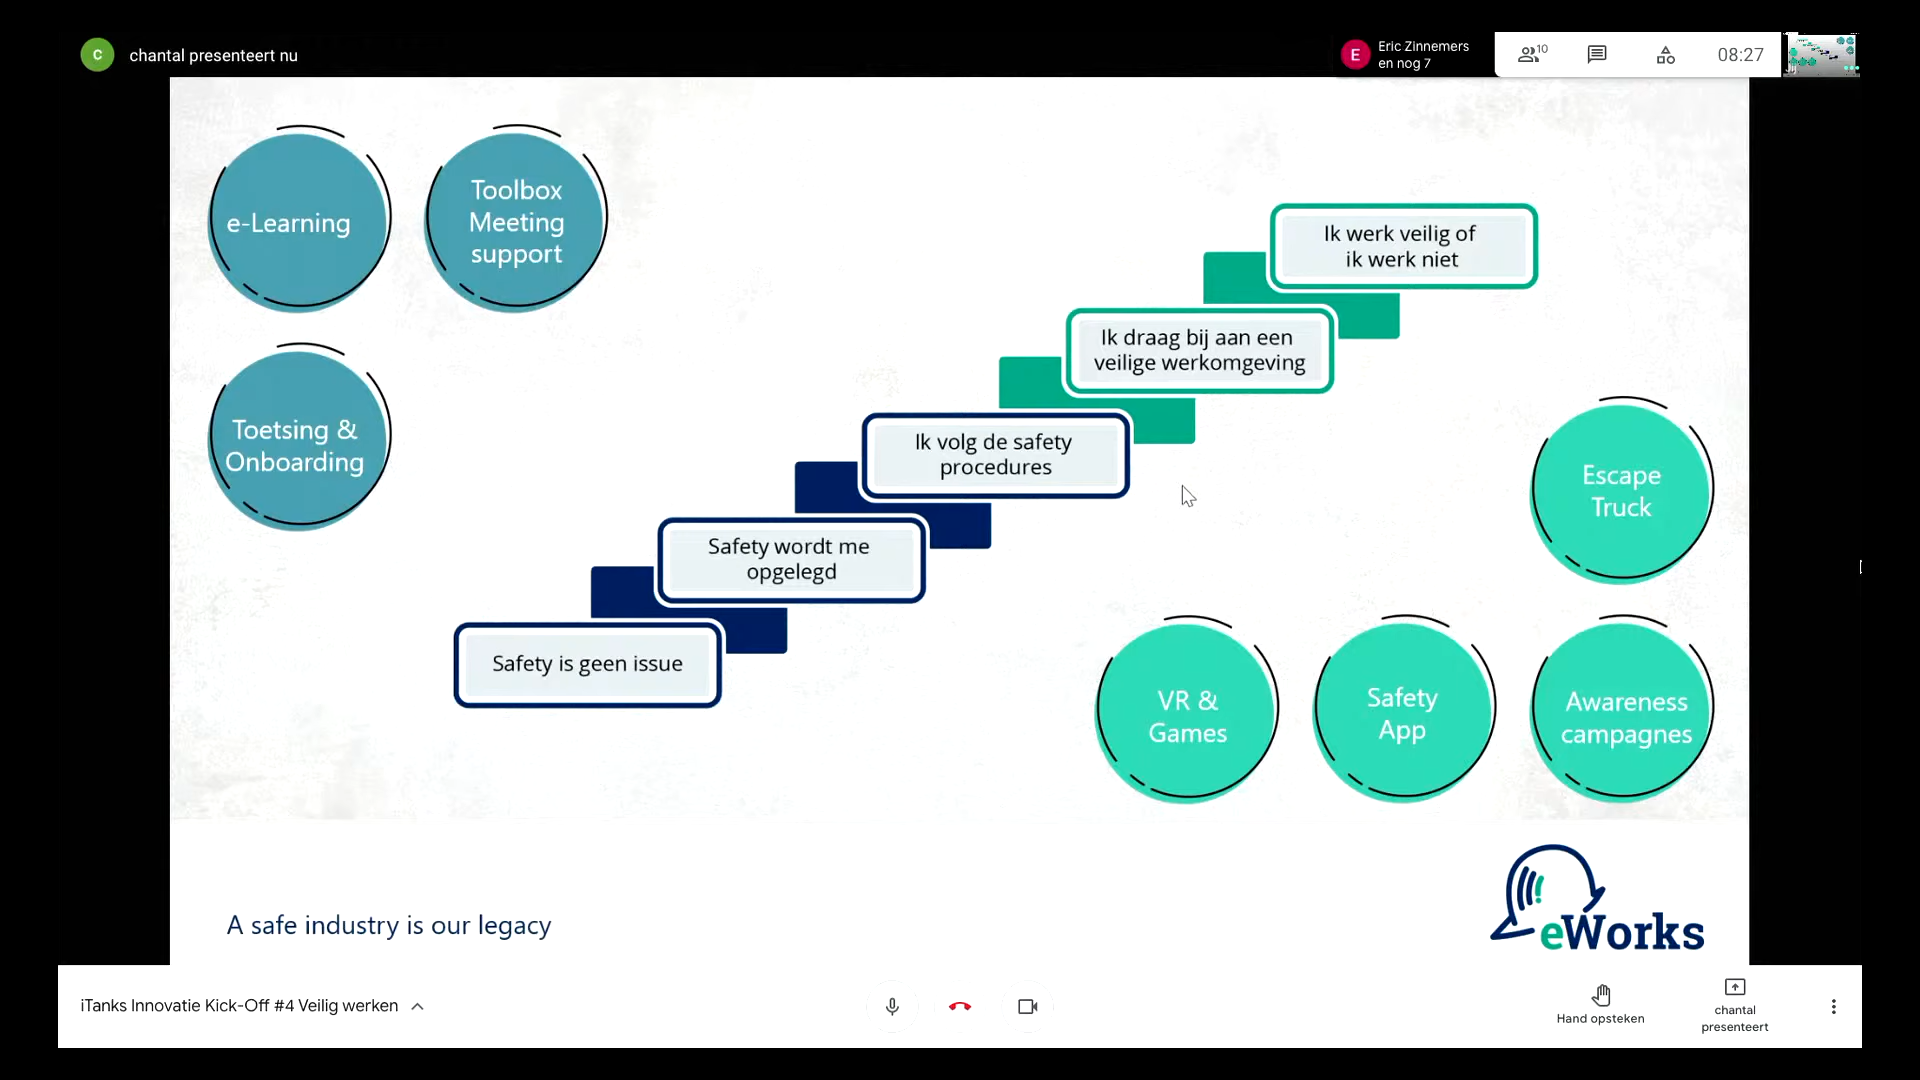 C chantal presenteert nu
E Eric Zinnemers
en nog 7
10
08:27
e-Learning
Toolbox
Meeting
support
Toetsing &
Onboarding
Ik werk veilig of
ik werk niet
Ik draag bij aan een
veilige werkomgeving
Ik volg de safety
procedures
Safety wordt me
opgelegd
Safety is geen issue
Escape
Truck
VR &
Games
Safety
App
Awareness
campagnes
A safe industry is our legacy
eWorks
iTanks Innovatie Kick-Off #4 Veilig werken
Hand opsteken
chantal
presenteert